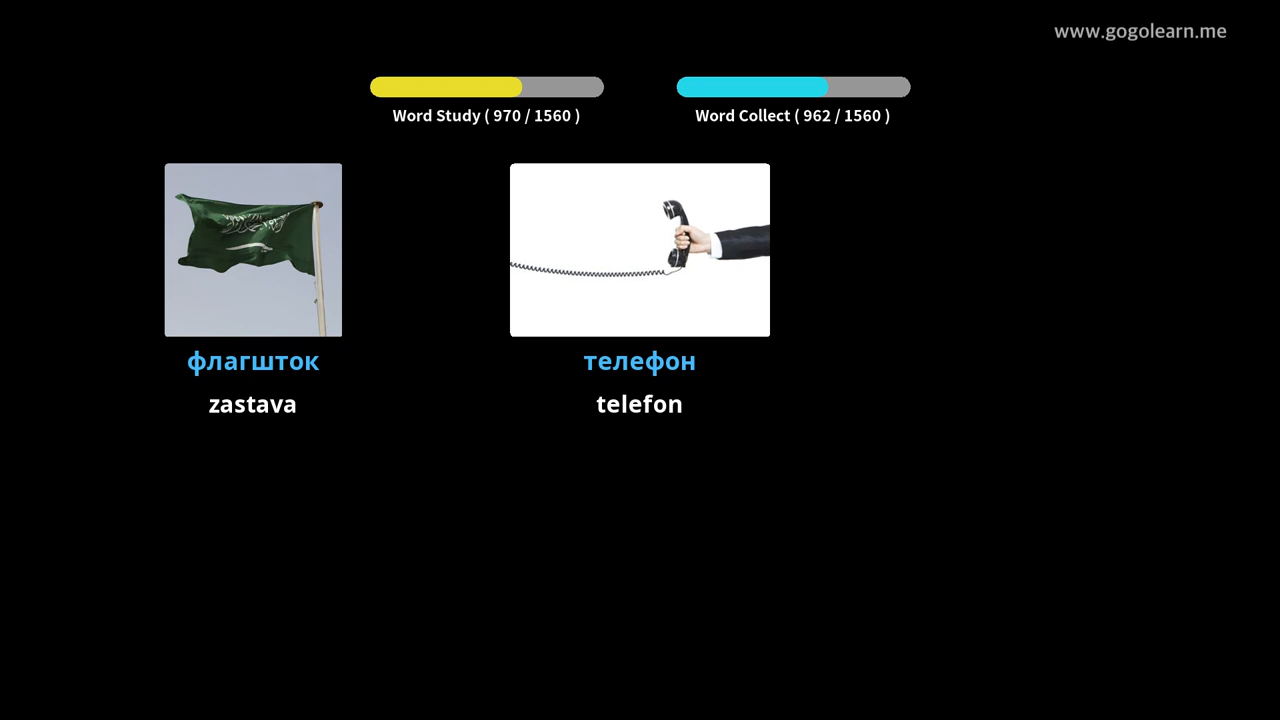 www.gogolearn.me
Word Study ( 970 / 1560 )
Word Collect ( 962 / 1560 )
флагшток
телефон
zastava
telefon